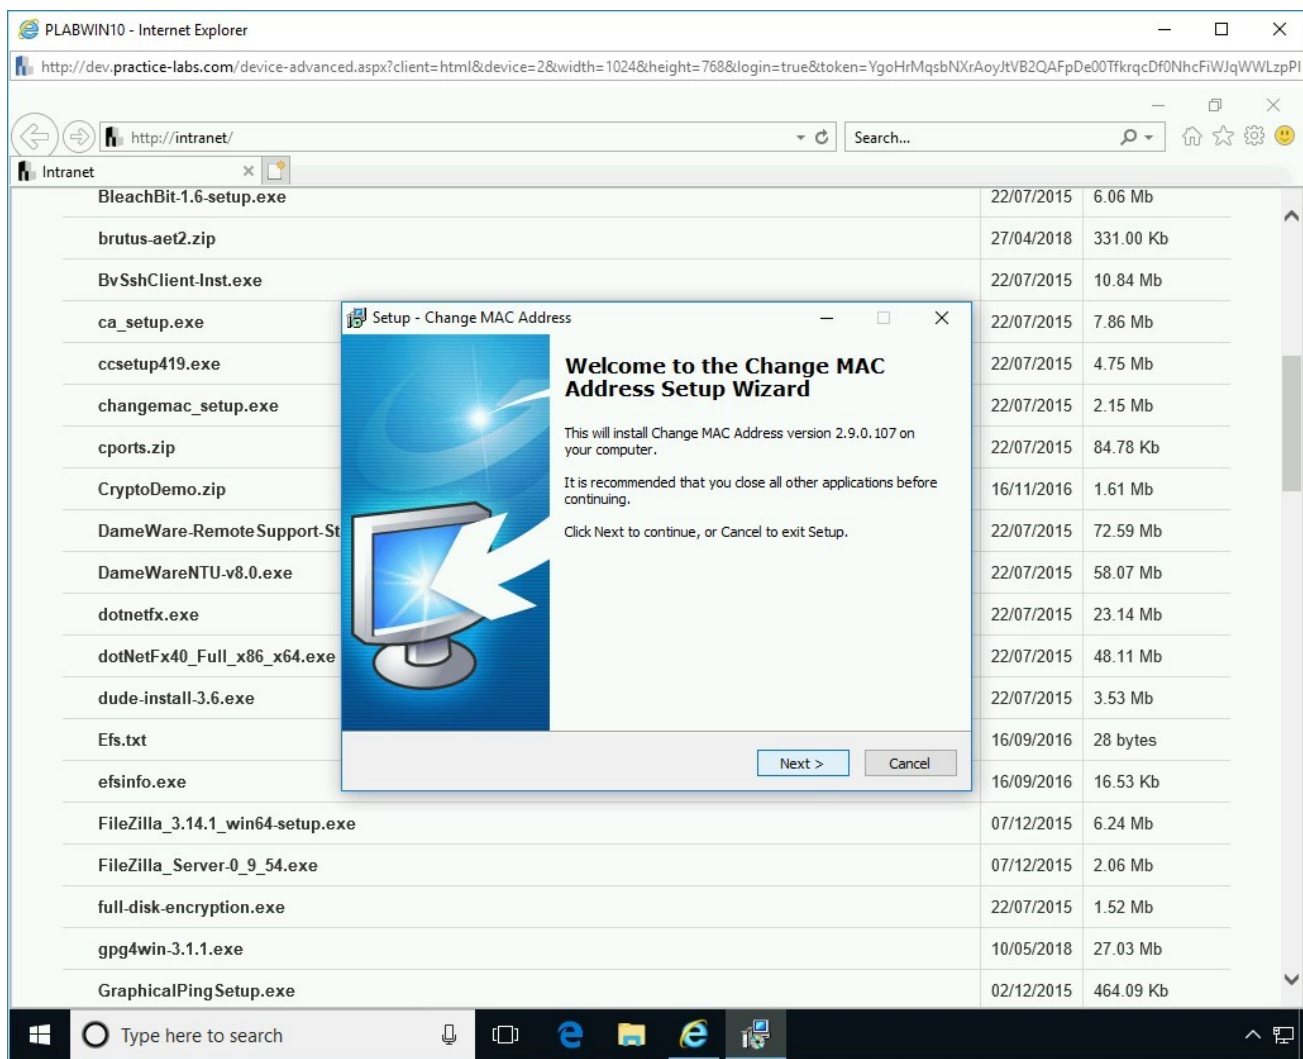 PLABWIN10 - Internet Explorer
http://dev.practice-labs.com/device-advanced.aspx?client=html&device=2&width=1024&height=768&login=true&token=YgoHrMqsbNXrAoyJtVB2QAFpDe00TfkrqcDf0NhcFiWJqWWLzpPl
http://intranet/ Search...
Intranet
BleachBit-1.6-setup.exe 22/07/2015 6.06 Mb
brutus-aet2.zip 27/04/2018 331.00 Kb
BvSshClient-Inst.exe 22/07/2015 10.84 Mb
ca_setup.exe 22/07/2015 7.86 Mb
ccsetup419.exe 22/07/2015 4.75 Mb
changemac_setup.exe 22/07/2015 2.15 Mb
cports.zip 22/07/2015 84.78 Kb
CryptoDemo.zip 16/11/2016 1.61 Mb
DameWare-RemoteSupport-St 22/07/2015 72.59 Mb
DameWareNTU-v8.0.exe 22/07/2015 58.07 Mb
dotnetfx.exe 22/07/2015 23.14 Mb
dotNetFx40_Full_x86_x64.exe 22/07/2015 48.11 Mb
dude-install-3.6.exe 22/07/2015 3.53 Mb
Efs.txt 16/09/2016 28 bytes
efsinfo.exe 16/09/2016 16.53 Kb
FileZilla_3.14.1_win64-setup.exe 07/12/2015 6.24 Mb
FileZilla_Server-0_9_54.exe 07/12/2015 2.06 Mb
full-disk-encryption.exe 22/07/2015 1.52 Mb
gpg4win-3.1.1.exe 10/05/2018 27.03 Mb
GraphicalPingSetup.exe 02/12/2015 464.09 Kb
Setup - Change MAC Address
Welcome to the Change MAC
Address Setup Wizard
This will install Change MAC Address version 2.9.0.107 on
your computer.
It is recommended that you close all other applications before
continuing.
Click Next to continue, or Cancel to exit Setup.
Next > Cancel
Type here to search